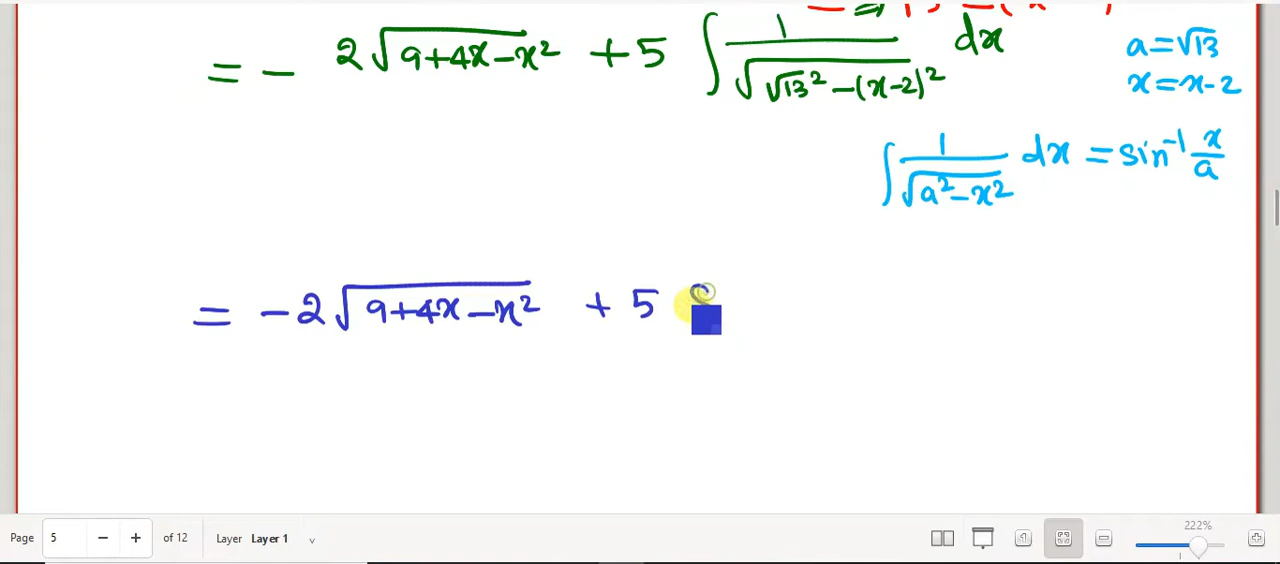 = - 2√(9+4x-x²) + 5 ∫ 1/√(√13² -(x-2)²) dx
a=√13
x=x-2
∫ 1/√(a²-x²) dx = sin⁻¹ x/a
= -2√(9+4x-x²) + 5
Page 5 of 12 Layer Layer 1 222%